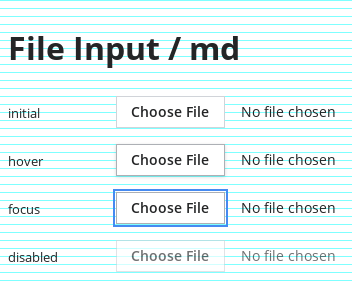 File Input / md
initial Choose File No file chosen
hover Choose File No file chosen
focus Choose File No file chosen
disabled Choose File No file chosen